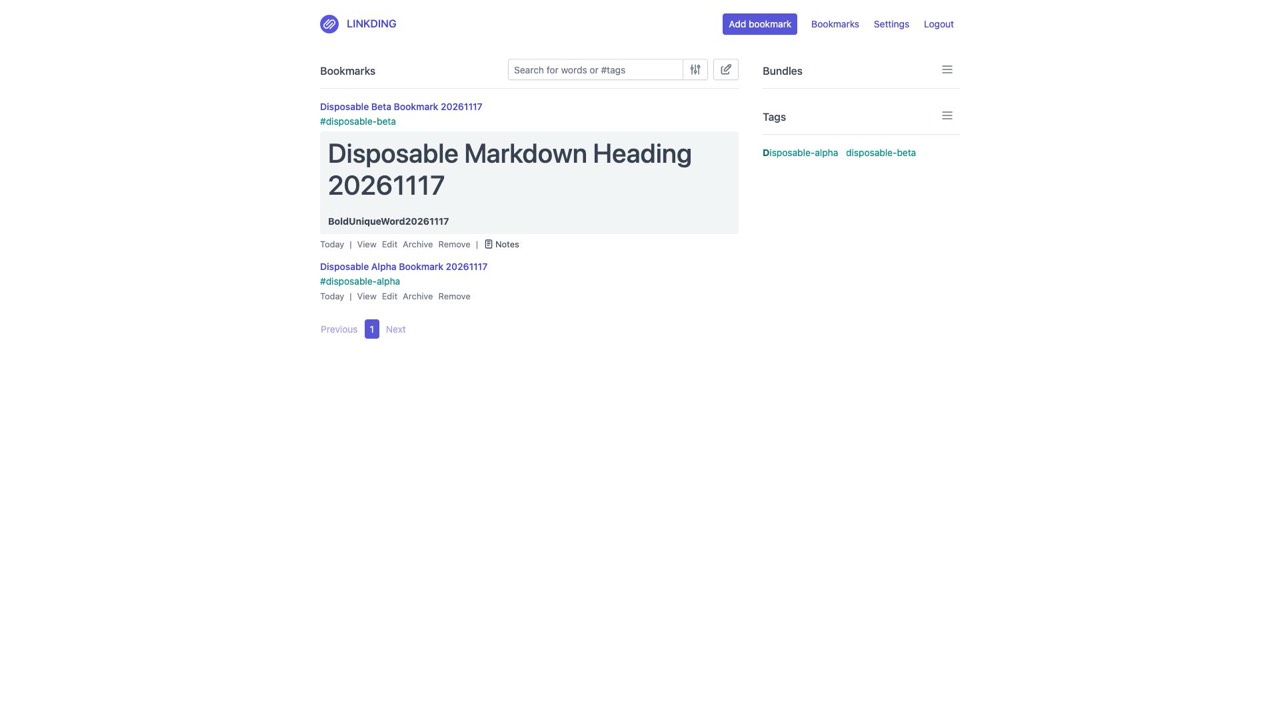 LINKDING
Add bookmark Bookmarks Settings Logout
Bookmarks
Search for words or #tags
Disposable Beta Bookmark 20261117
#disposable-beta
Disposable Markdown Heading
20261117
BoldUniqueWord20261117
Today | View Edit Archive Remove | Notes
Disposable Alpha Bookmark 20261117
#disposable-alpha
Today | View Edit Archive Remove
Previous 1 Next
Bundles
Tags
Disposable-alpha disposable-beta